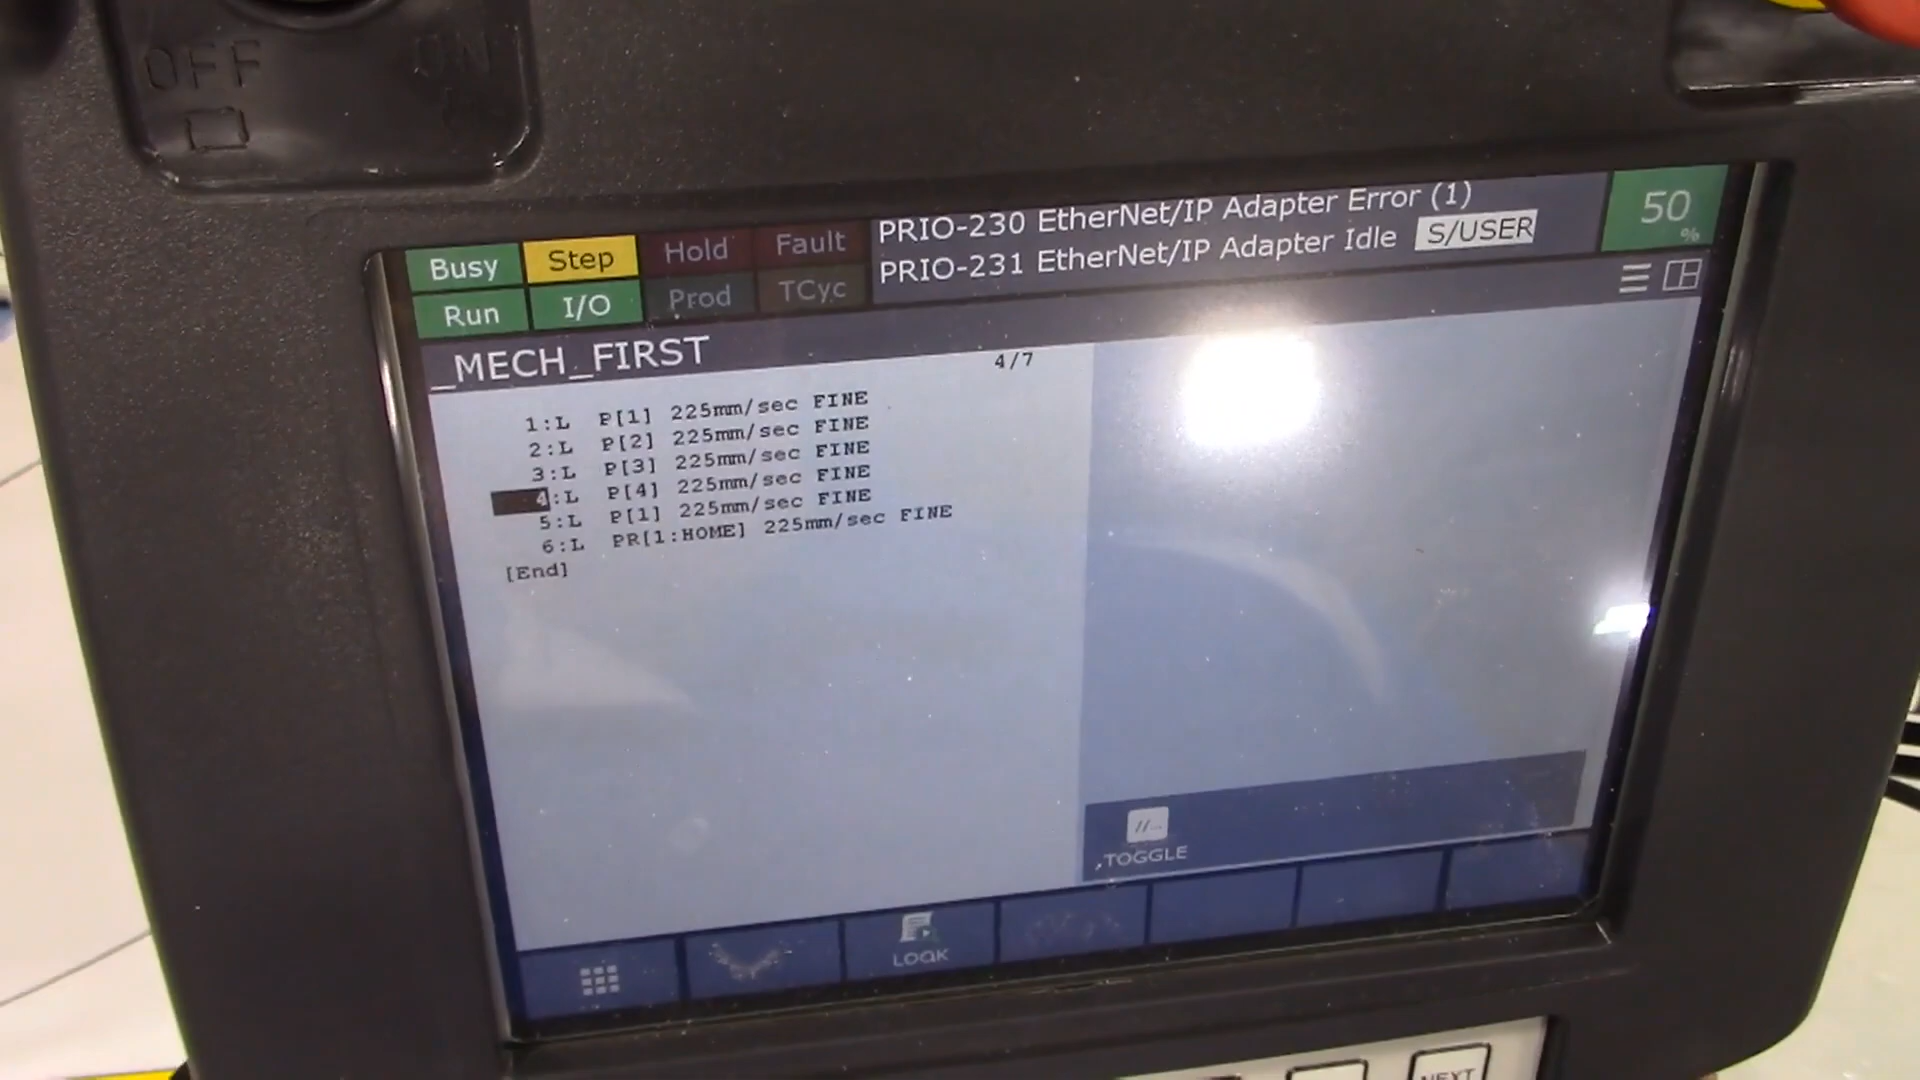 OFF
ON
PRIO-230 EtherNet/IP Adapter Error (1)
PRIO-231 EtherNet/IP Adapter Idle S/USER
50 %
Busy Step Hold Fault
Run I/O Prod TCyc
_MECH_FIRST
4/7
1:L P[1] 225mm/sec FINE
2:L P[2] 225mm/sec FINE
3:L P[3] 225mm/sec FINE
4:L P[4] 225mm/sec FINE
5:L P[1] 225mm/sec FINE
6:L PR[1:HOME] 225mm/sec FINE
[End]
//...
TOGGLE
LOOK
NEXT